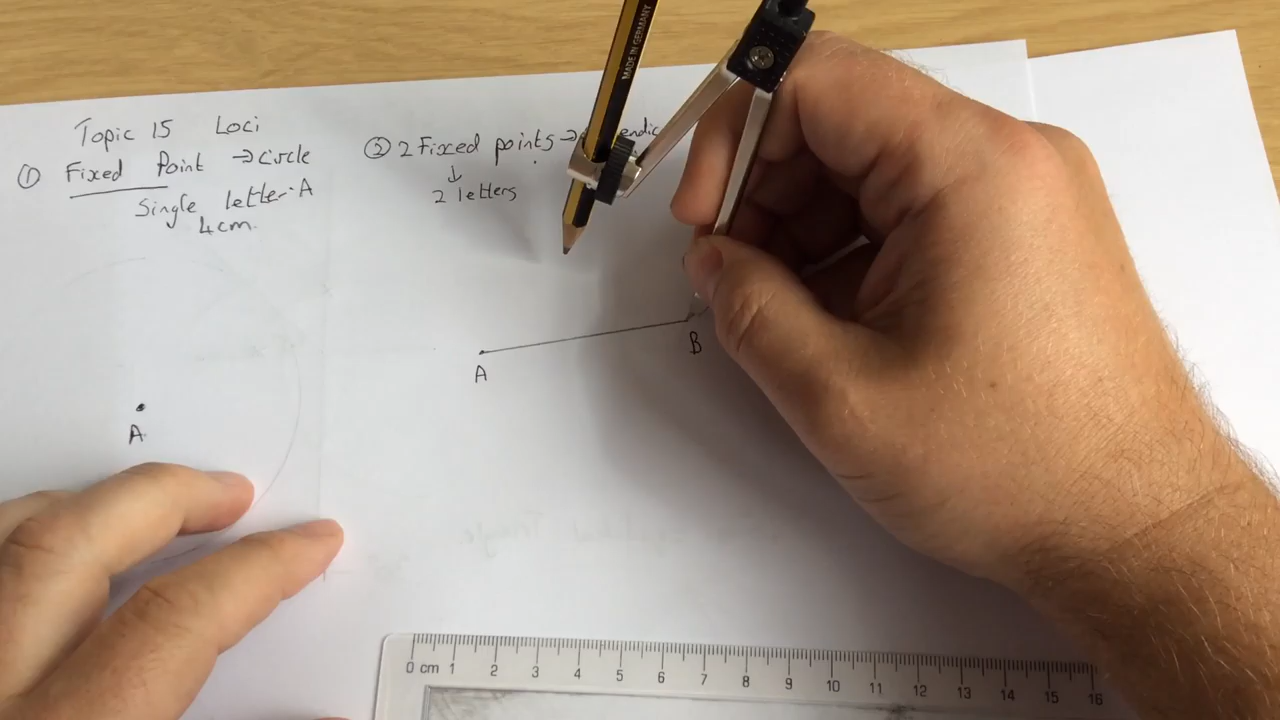 Topic 15 Loci
① Fixed Point → circle
Single letter · A
4cm
② 2 Fixed points →
↓
2 letters
A
B
A
MADE IN GERMANY
0 cm 1 2 3 4 5 6 7 8 9 10 11 12 13 14 15 16